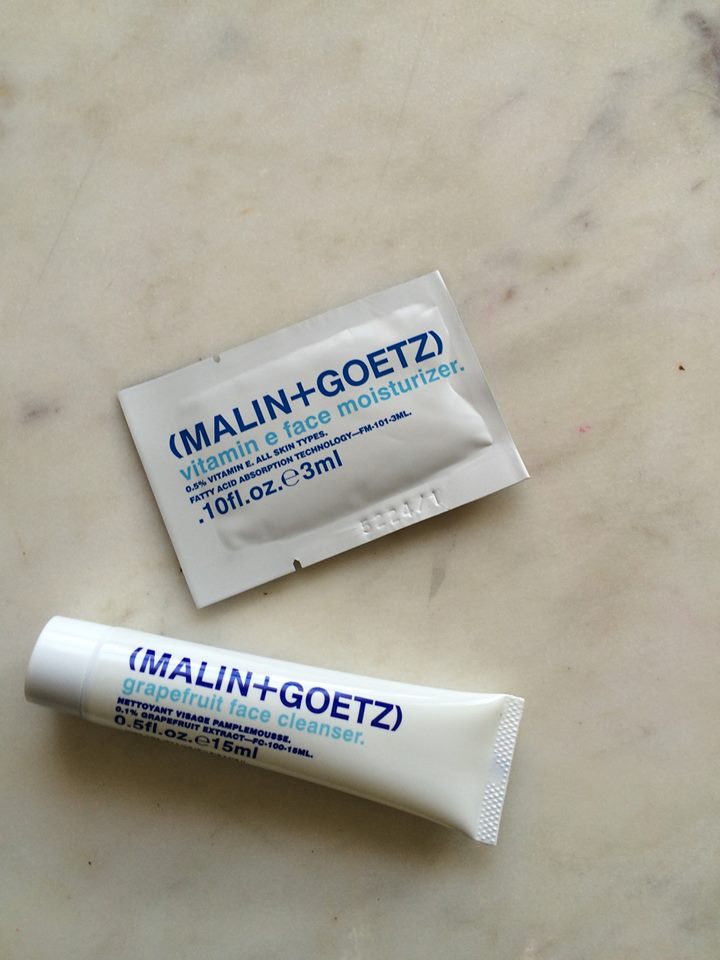 (MALIN+GOETZ)
vitamin e face moisturizer.
0.5% VITAMIN E. ALL SKIN TYPES.
FATTY ACID ABSORPTION TECHNOLOGY—FM-101-3ML.
.10fl.oz.℮3ml
5224/1
(MALIN+GOETZ)
grapefruit face cleanser.
NETTOYANT VISAGE PAMPLEMOUSSE.
0.1% GRAPEFRUIT EXTRACT—FC-100-15ML.
0.5fl.oz.℮15ml